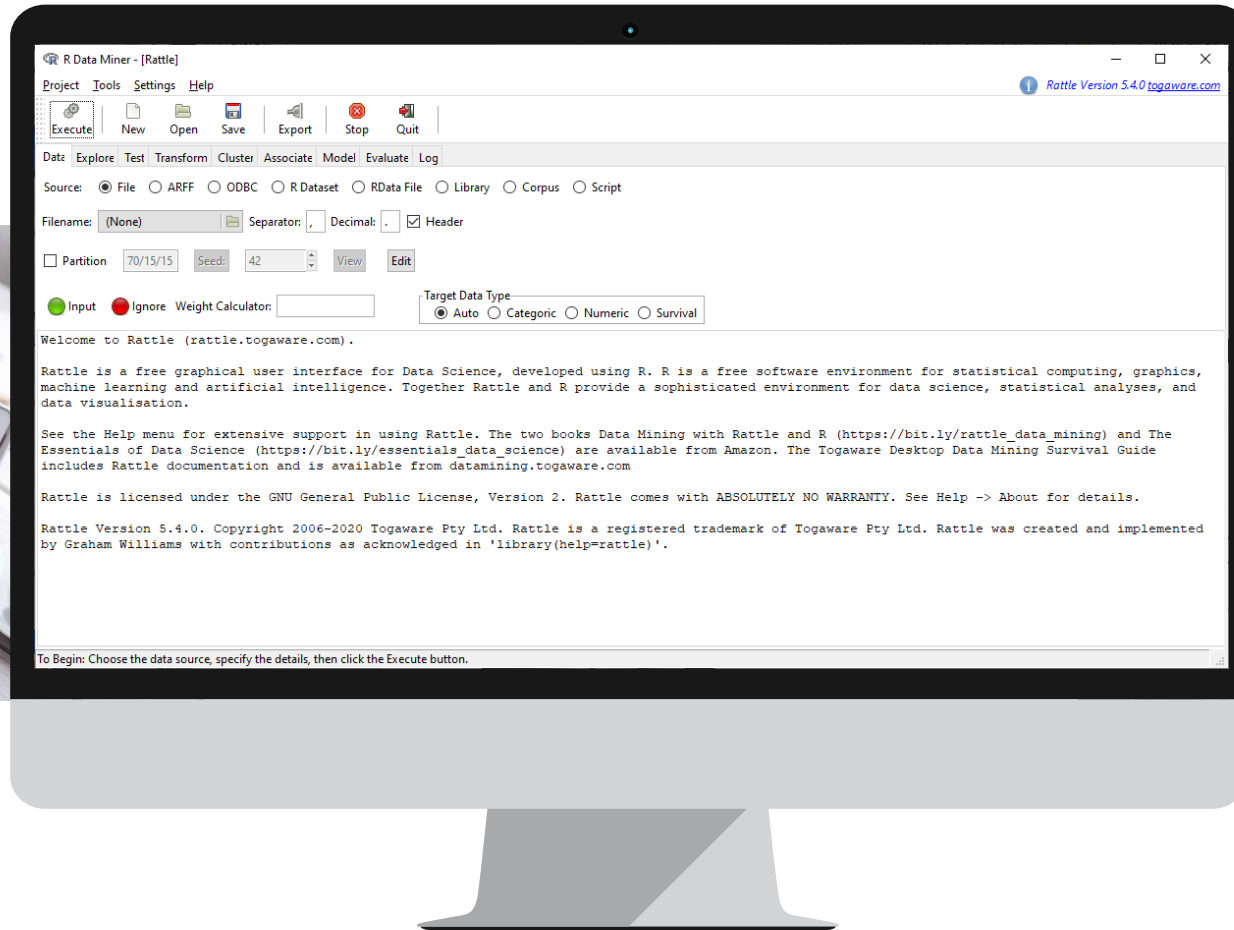 R Data Miner - [Rattle]
Project Tools Settings Help
Rattle Version 5.4.0 togaware.com
Execute New Open Save Export Stop Quit
Data Explore Test Transform Cluster Associate Model Evaluate Log
Source: File ARFF ODBC R Dataset RData File Library Corpus Script
Filename: (None) Separator: , Decimal: . Header
Partition 70/15/15 Seed: 42 View Edit
Input Ignore Weight Calculator:
Target Data Type
Auto Categoric Numeric Survival
Welcome to Rattle (rattle.togaware.com).
Rattle is a free graphical user interface for Data Science, developed using R. R is a free software environment for statistical computing, graphics,
machine learning and artificial intelligence. Together Rattle and R provide a sophisticated environment for data science, statistical analyses, and
data visualisation.
See the Help menu for extensive support in using Rattle. The two books Data Mining with Rattle and R (https://bit.ly/rattle_data_mining) and The
Essentials of Data Science (https://bit.ly/essentials_data_science) are available from Amazon. The Togaware Desktop Data Mining Survival Guide
includes Rattle documentation and is available from datamining.togaware.com
Rattle is licensed under the GNU General Public License, Version 2. Rattle comes with ABSOLUTELY NO WARRANTY. See Help -> About for details.
Rattle Version 5.4.0. Copyright 2006-2020 Togaware Pty Ltd. Rattle is a registered trademark of Togaware Pty Ltd. Rattle was created and implemented
by Graham Williams with contributions as acknowledged in 'library(help=rattle)'.
To Begin: Choose the data source, specify the details, then click the Execute button.